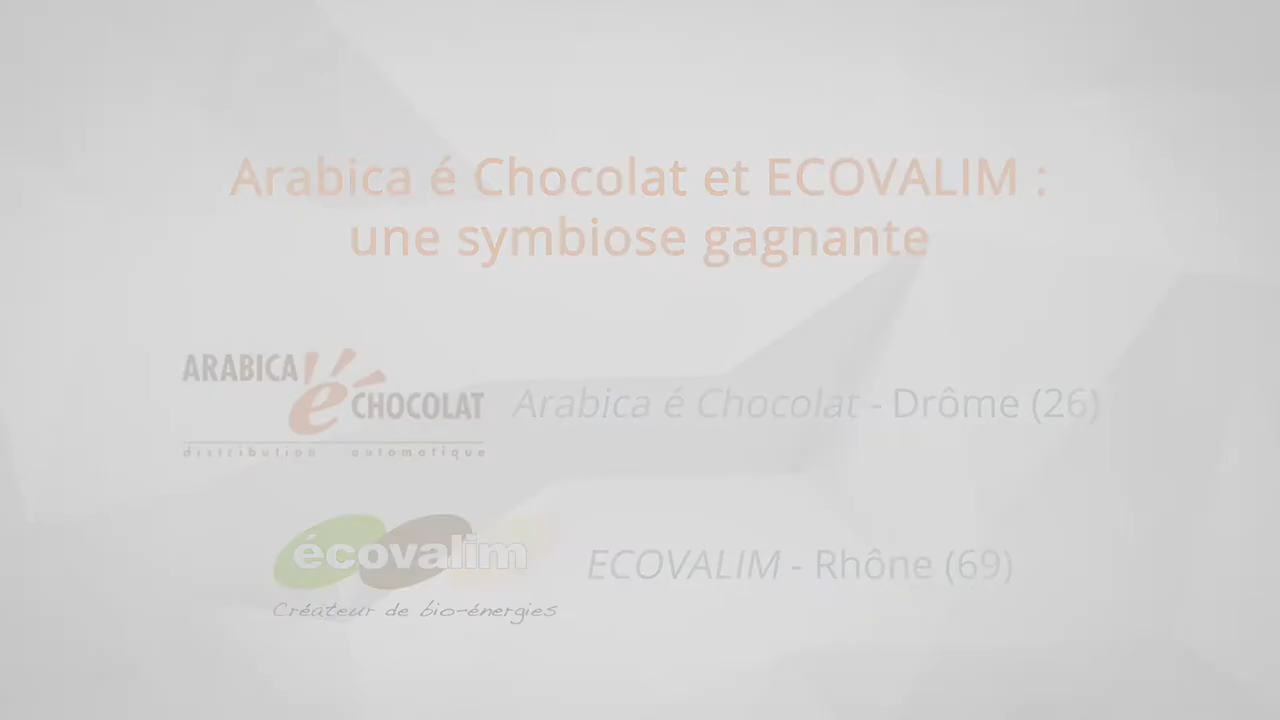 Arabica é Chocolat et ECOVALIM :
une symbiose gagnante
ARABICA é CHOCOLAT
distribution automatique
Arabica é Chocolat - Drôme (26)
écovalim
Créateur de bio-énergies
ECOVALIM - Rhône (69)